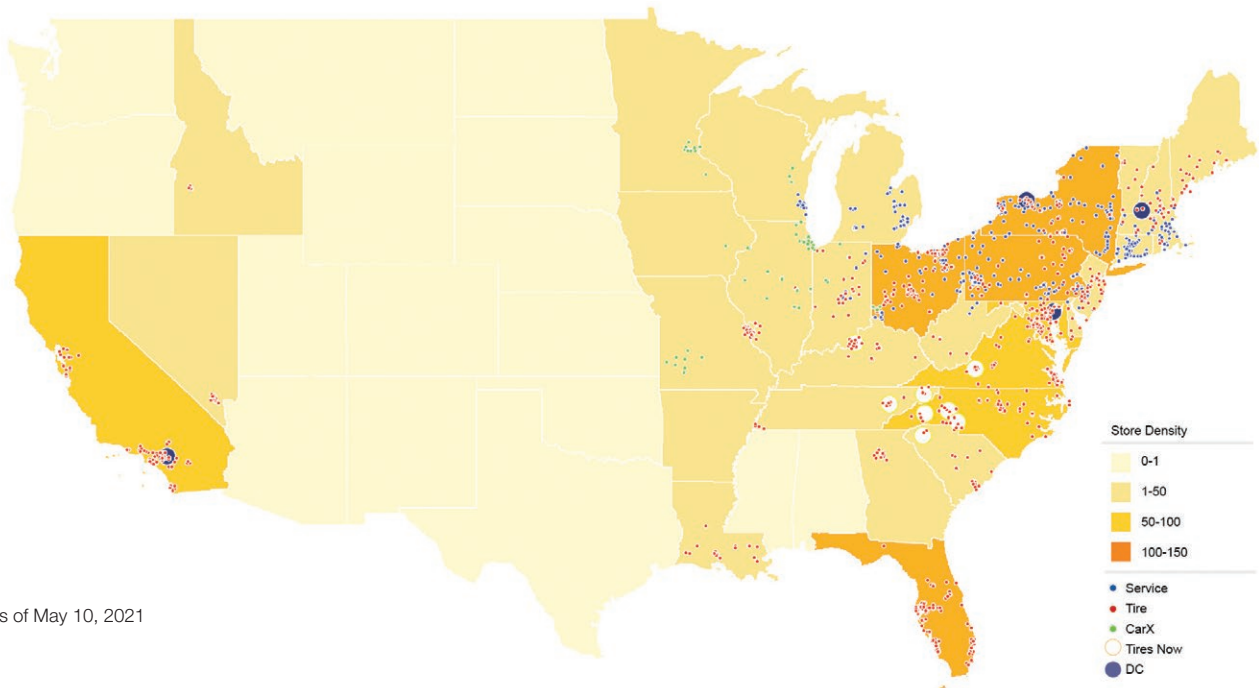 Store Density
0-1
1-50
50-100
100-150
Service
Tire
CarX
Tires Now
DC
s of May 10, 2021